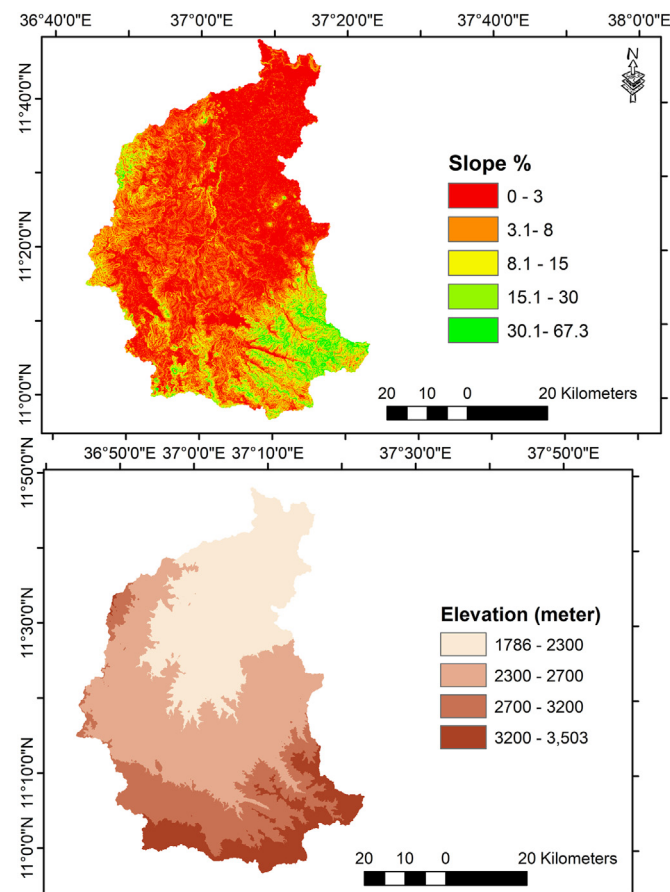 36°40'0"E 37°0'0"E 37°20'0"E 37°40'0"E 38°0'0"E
N
11°40'0"N
Slope %
0 - 3
3.1- 8
11°20'0"N
8.1 - 15
15.1 - 30
30.1- 67.3
11°0'0"N
20 10 0 20 Kilometers
36°50'0"E 37°0'0"E 37°10'0"E 37°30'0"E 37°50'0"E
11°50'0"N
11°30'0"N
Elevation (meter)
1786 - 2300
2300 - 2700
2700 - 3200
3200 - 3,503
11°10'0"N
11°0'0"N
20 10 0 20 Kilometers